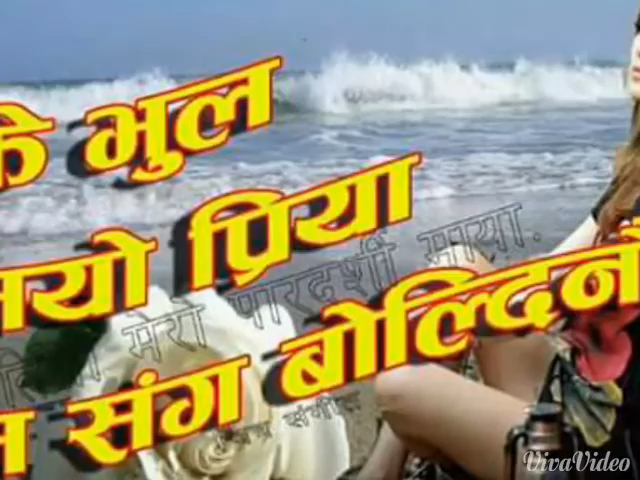 के भुल
भयो प्रिया
म संग बोल्दिनौ
मेरो पारदर्शी माया.
VivaVideo